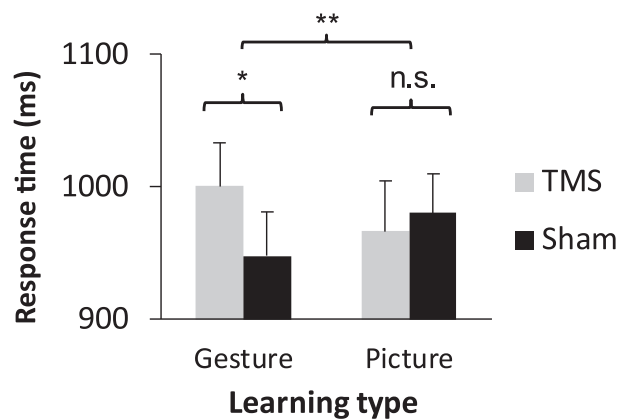 **
1100
*
n.s.
Response time (ms)
1000
TMS
Sham
900
Gesture Picture
Learning type